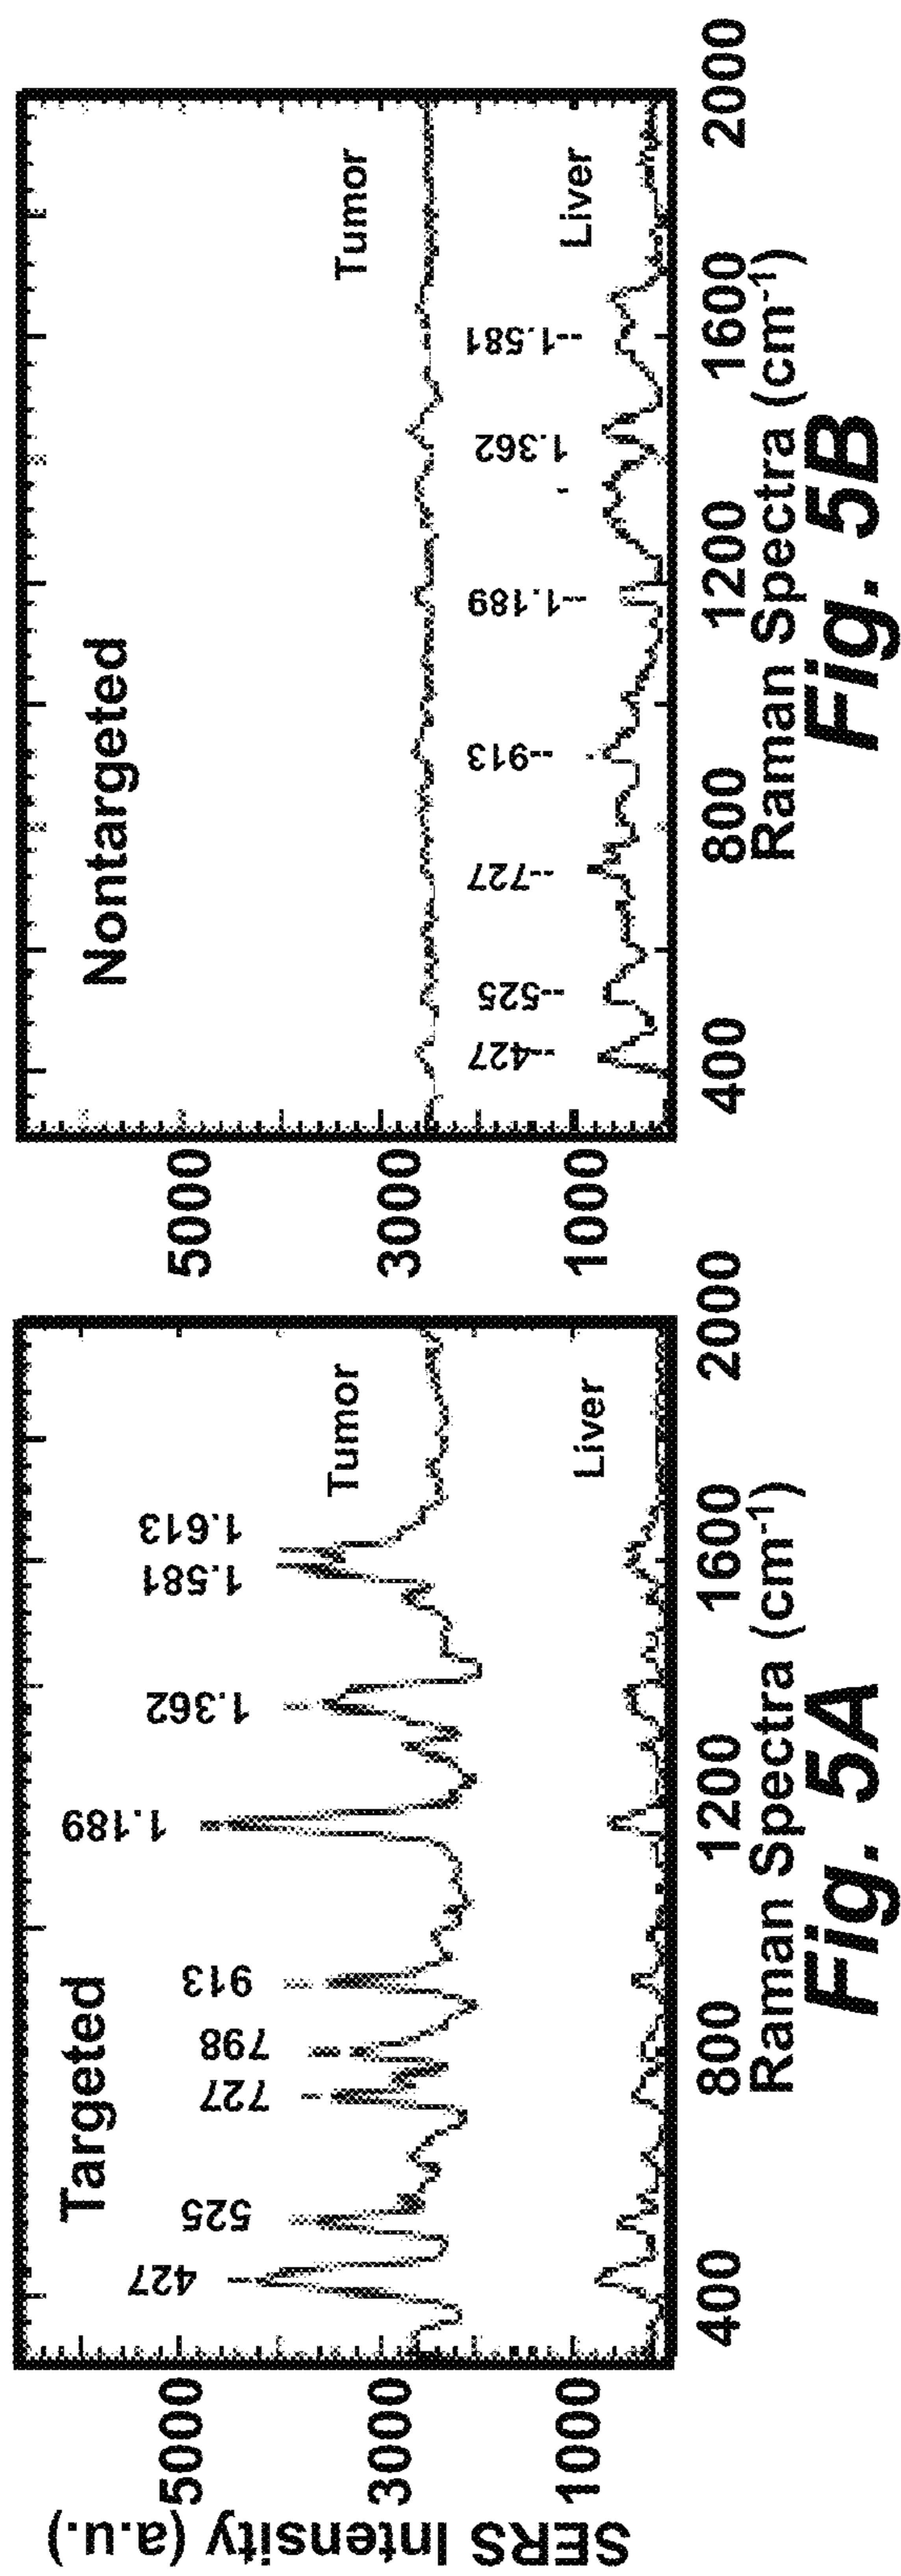 SERS Intensity (a.u.)
5000
3000
1000
Targeted
427
525
727
798
913
1.189
1.362
1.581
1.613
Tumor
Liver
400
800
1200
1600
2000
Raman Spectra (cm-1)
Fig. 5A
5000
3000
1000
Nontargeted
Tumor
Liver
--427
--525
--727
--913
--1.189
1.362
--1.581
400
800
1200
1600
2000
Raman Spectra (cm-1)
Fig. 5B